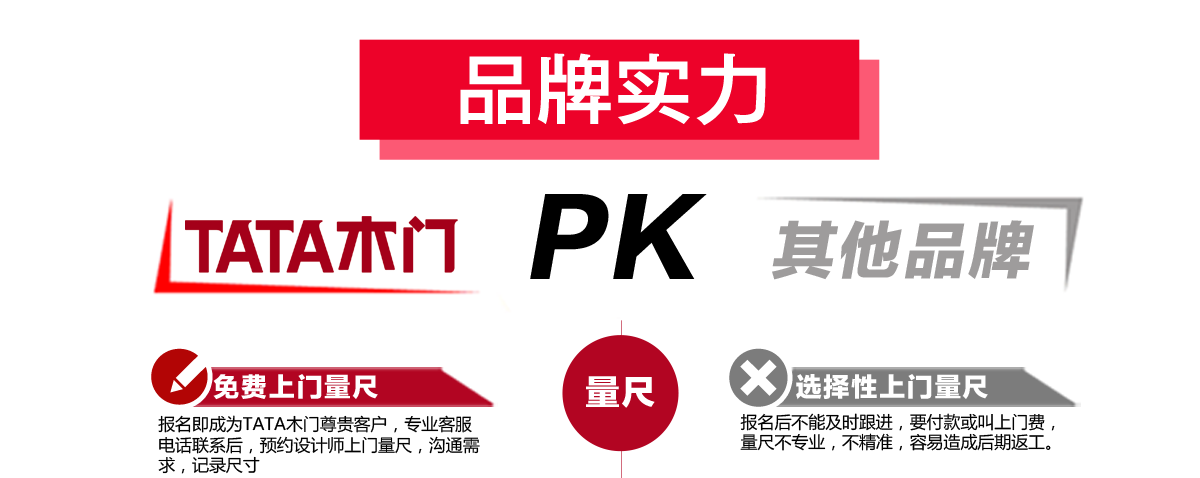 品牌实力
TATA木门
PK
其他品牌
免费上门量尺
报名即成为TATA木门尊贵客户，专业客服
电话联系后，预约设计师上门量尺，沟通需
求，记录尺寸
量尺
选择性上门量尺
报名后不能及时跟进，要付款或叫上门费，
量尺不专业，不精准，容易造成后期返工。